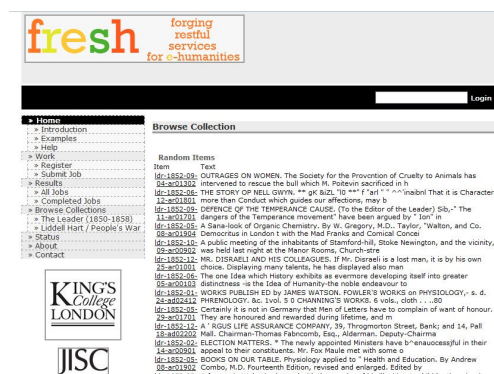 fresh
forging
restful
services
for e-humanities
Login
» Home
» Introduction
» Examples
» Help
» Work
» Register
» Submit Job
» Results
» All Jobs
» Completed Jobs
» Browse Collections
» The Leader (1850-1858)
» Liddell Hart / People's War
» Status
» About
» Contact
KING'S
College
LONDON
JISC
Browse Collection
Random Items
Item Text
ldr-1852-09- OUTRAGES ON WOMEN. The Society for the Provcntion of Cruelty to Animals has
04-ar01302 intervened to rescue the bull which M. Poitevin sacrificed in h
ldr-1852-06- THE STORY OF NELL GWYN. ** gK &iZL "l0 **" f "arl " " ^^'inaibnl That it is Character
12-ar01801 more than Conduct which guides our affections, may b
ldr-1852-09- DEFENCE QF THE TEMPERANCE CAUSE. (To the Editor of the Leader) Sib,-" The
11-ar01701 dangers of the Temperance movement" have been argued by " Ion" in
ldr-1852-05- A Sana-look of Organic Chemistry. By W. Gregory, M.D.. Taylor, "Walton, and Co.
08-ar01904 Democritus in London t with the Mad Franks and Comical Concei
ldr-1852-10- A public meeting of the inhabitants of Stamford-hill, Stoke Newington, and the vicinity,
09-ar00902 was held last night at the Manor Rooms, Church-stre
ldr-1852-12- MR. DISRAELI AND HIS COLLEAGUES. If Mr. Disraeli is a lost man, it is by his own
25-ar01001 choice. Displaying many talents, he has displayed also man
ldr-1852-06- The one Idea which History exhibits as evermore developing itself into greater
05-ar00103 distinctness -is the Idea of Humanity-the noble endeavour to
ldr-1852-01- WORKS PUBLISH ED by JAMES WATSON. FOWLER'S WORKS on PHYSIOLOGY,- s. d.
24-ad02412 PHRENOLOGY. &c. 1vol. 5 0 CHANNING'S WORKS. 6 vols., cloth . . ..80
ldr-1852-05- Certainly it is not in Germany that Men of Letters have to complain of want of honour.
29-ar01701 They are honoured and rewarded during lifetime, and m
ldr-1852-12- A ' RGUS LIFE ASSURANCE COMPANY, 39, Throgmorton Street, Bank; and 14, Pall
18-ad02202 Mall. Chairman-Thomas Fabncomb, Esq., Alderman. Deputy-Chairma
ldr-1852-02- ELECTION MATTERS. * The newly appointed Ministers have b^enauocessjful in their
14-ar00901 appeal to their constituents. Mr. Fox Maule met with some o
ldr-1852-05- BOOKS ON OUR TABLE. Physiology applied to " Health and Education. By Andrew
08-ar01902 Combo, M.D. Fourteenth Edition, revised and enlarged. Edited by